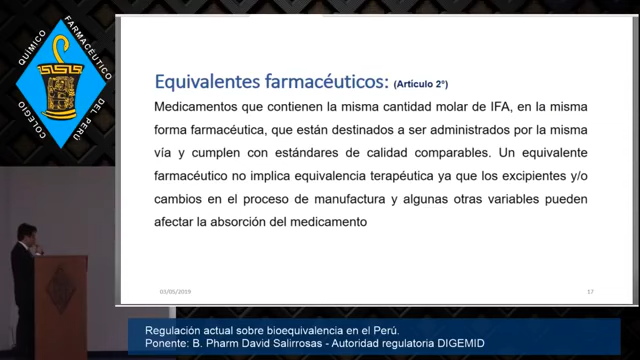 QUÍMICO
FARMACÉUTICO
COLEGIO
DEL PERÚ
Equivalentes farmacéuticos: (Artículo 2°)
Medicamentos que contienen la misma cantidad molar de IFA, en la misma
forma farmacéutica, que están destinados a ser administrados por la misma
vía y cumplen con estándares de calidad comparables. Un equivalente
farmacéutico no implica equivalencia terapéutica ya que los excipientes y/o
cambios en el proceso de manufactura y algunas otras variables pueden
afectar la absorción del medicamento
03/05/2019
17
Regulación actual sobre bioequivalencia en el Perú.
Ponente: B. Pharm David Salirrosas - Autoridad regulatoria DIGEMID